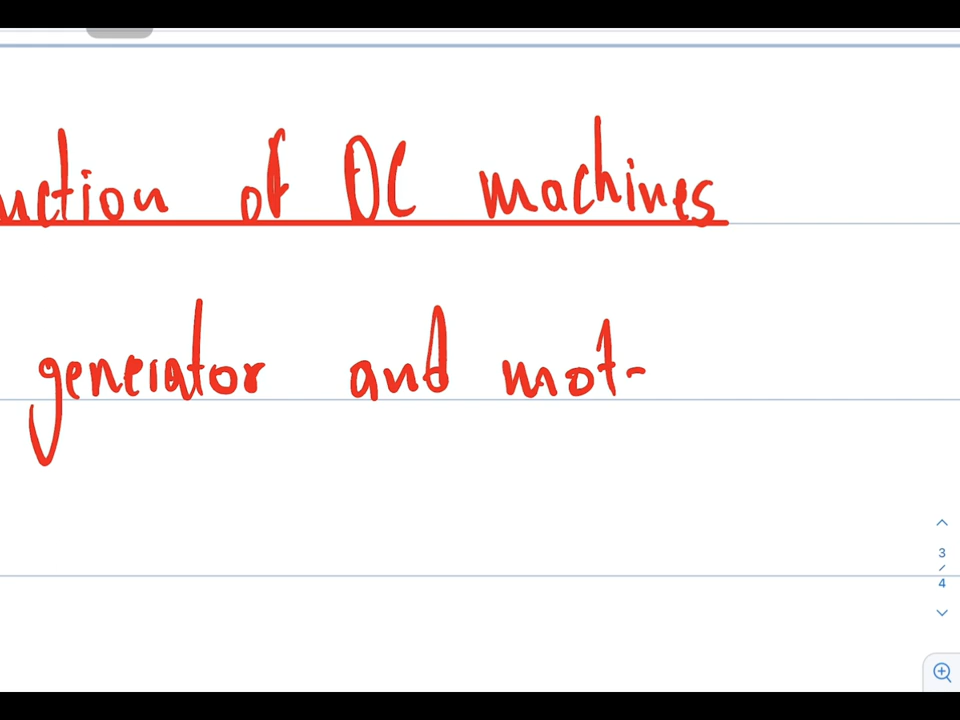 uction of DC machines
generator and mot-
3
/
4